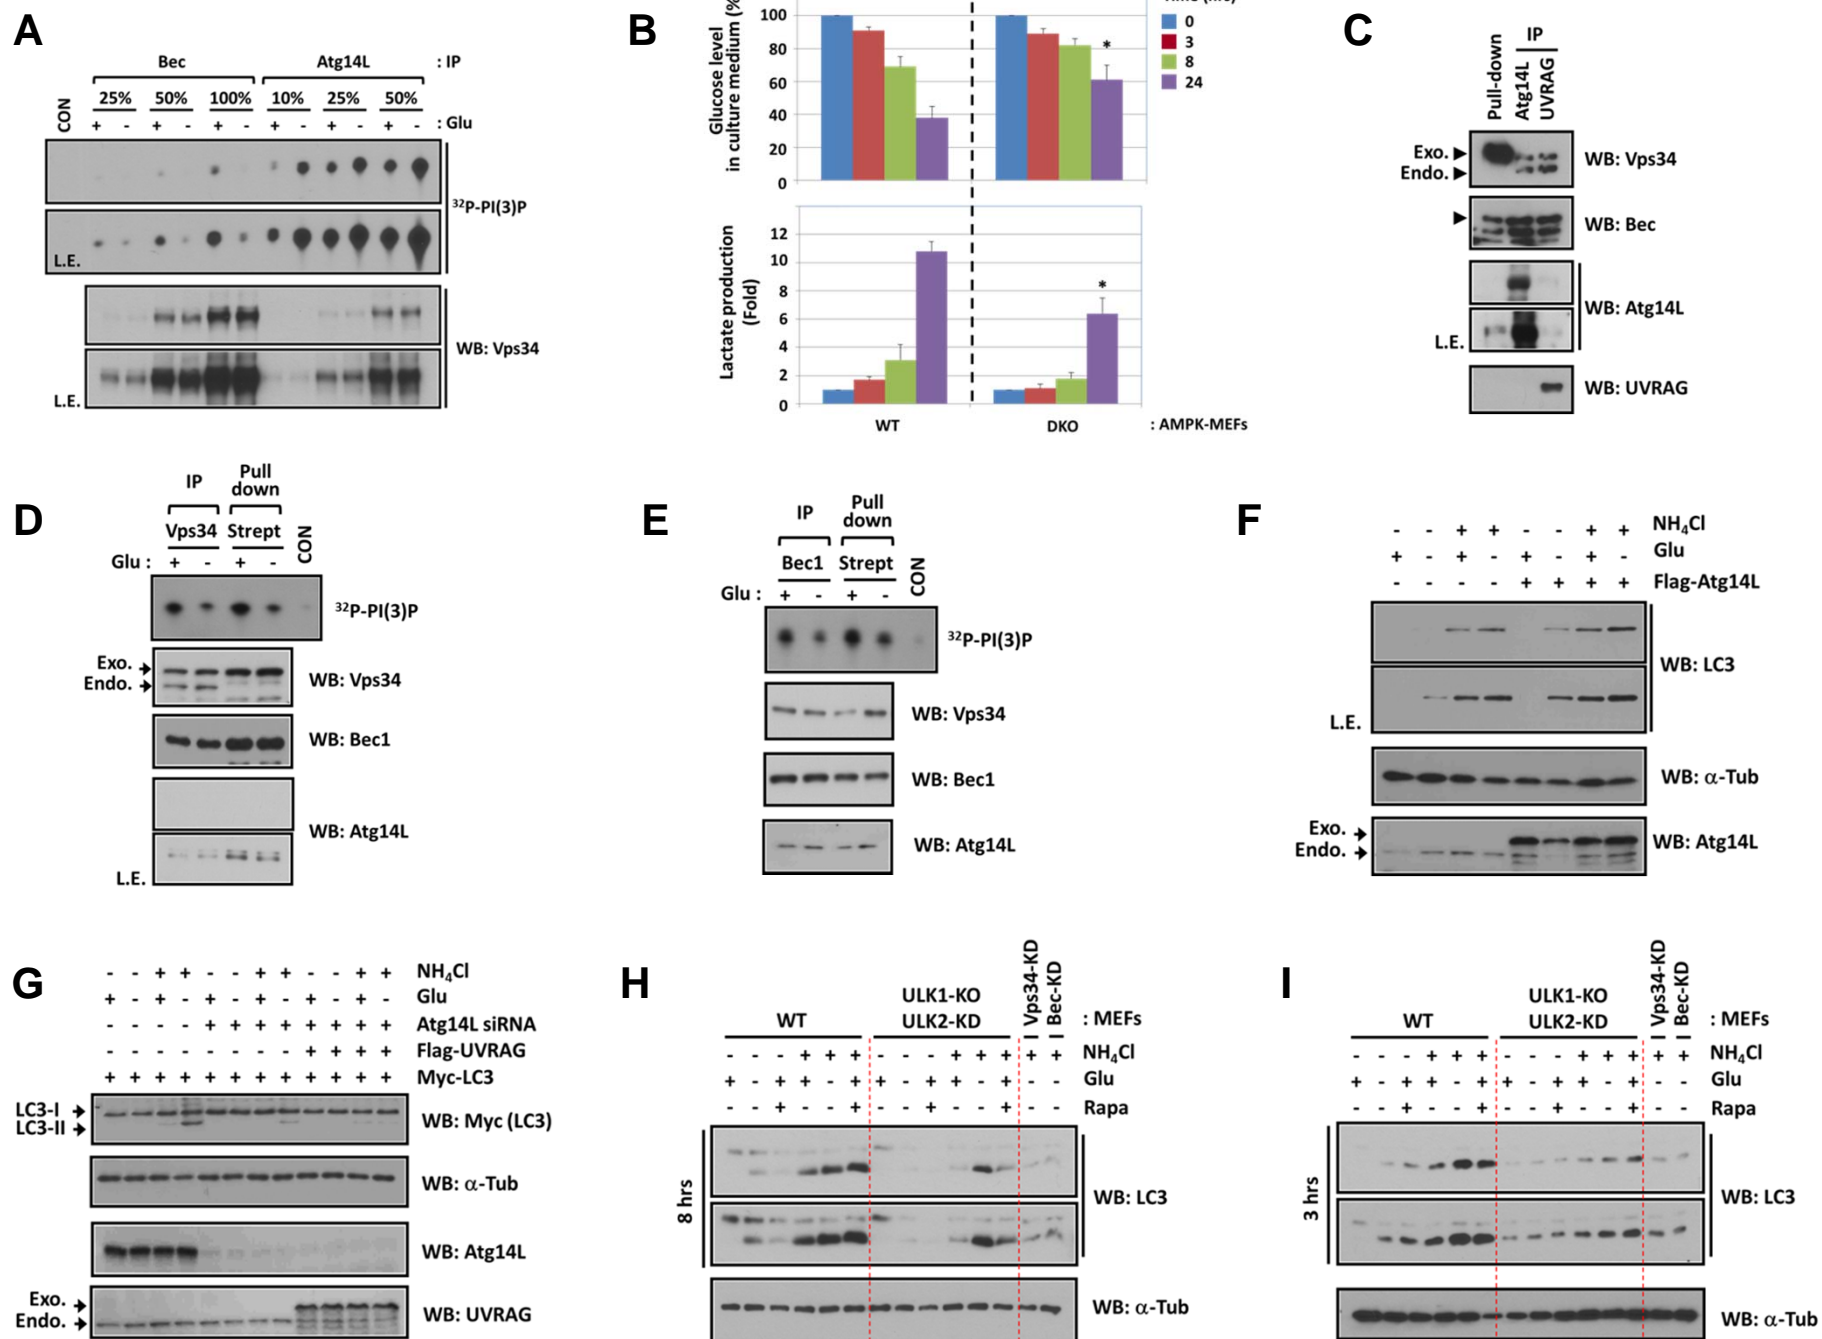 A
Bec Atg14L : IP
CON 25% 50% 100% 10% 25% 50%
+ - + - + - + - + - + - : Glu
32P-PI(3)P
L.E.
WB: Vps34
L.E.
B
Glucose level
in culture medium (%
100
80
60
40
20
0
*
0
3
8
24
Lactate production
(Fold)
12
10
8
6
4
2
0
*
WT DKO : AMPK-MEFs
C
IP
Pull-down Atg14L UVRAG
Exo.
Endo.
WB: Vps34
WB: Bec
WB: Atg14L
L.E.
WB: UVRAG
D
IP Pull
down
Vps34 Strept CON
Glu : + - + -
32P-PI(3)P
Exo.
Endo.
WB: Vps34
WB: Bec1
WB: Atg14L
L.E.
E
IP Pull
down
Bec1 Strept CON
Glu : + - + -
32P-PI(3)P
WB: Vps34
WB: Bec1
WB: Atg14L
F
- - + + - - + + NH4Cl
+ - + - + - + - Glu
- - - - + + + + Flag-Atg14L
WB: LC3
L.E.
WB: α-Tub
Exo.
Endo.
WB: Atg14L
G
- - + + - - + + - - + + NH4Cl
+ - + - + - + - + - + - Glu
- - - - + + + + + + + + Atg14L siRNA
- - - - - - - - + + + + Flag-UVRAG
+ + + + + + + + + + + + Myc-LC3
LC3-I
LC3-II
WB: Myc (LC3)
WB: α-Tub
WB: Atg14L
Exo.
Endo.
WB: UVRAG
H
WT ULK1-KO
ULK2-KD Vps34-KD Bec-KD : MEFs
- - - + + + - - - + + + + + NH4Cl
+ - + + - + + - + + - + - - Glu
- - + - - + - - + - - + - - Rapa
8 hrs
WB: LC3
WB: α-Tub
I
WT ULK1-KO
ULK2-KD Vps34-KD Bec-KD : MEFs
- - - + + + - - - + + + + + NH4Cl
+ - + + - + + - + + - + - - Glu
- - + - - + - - + - - + - - Rapa
3 hrs
WB: LC3
WB: α-Tub